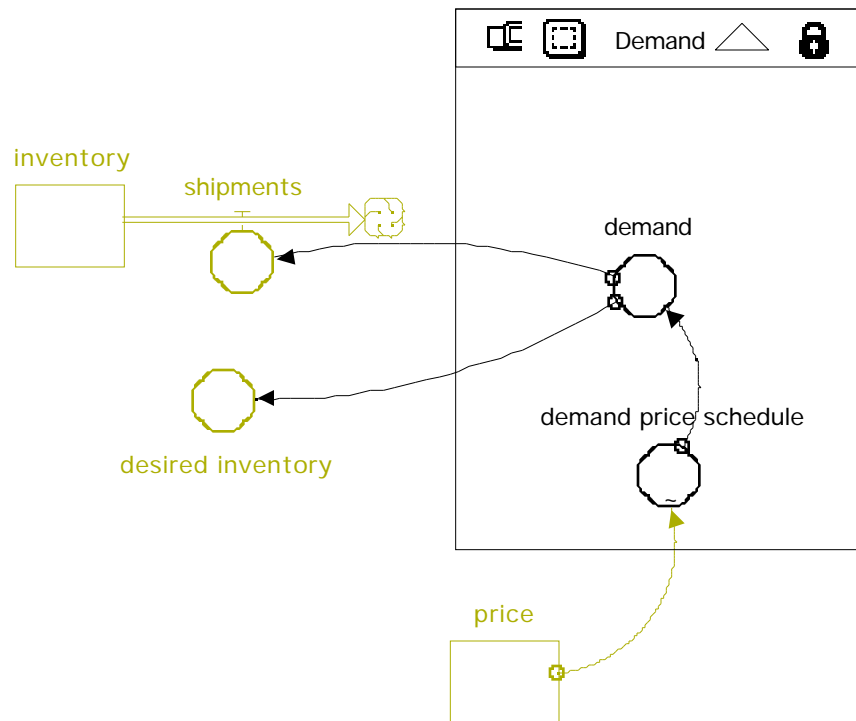 Demand
inventory
shipments
demand
demand price schedule
~
desired inventory
price